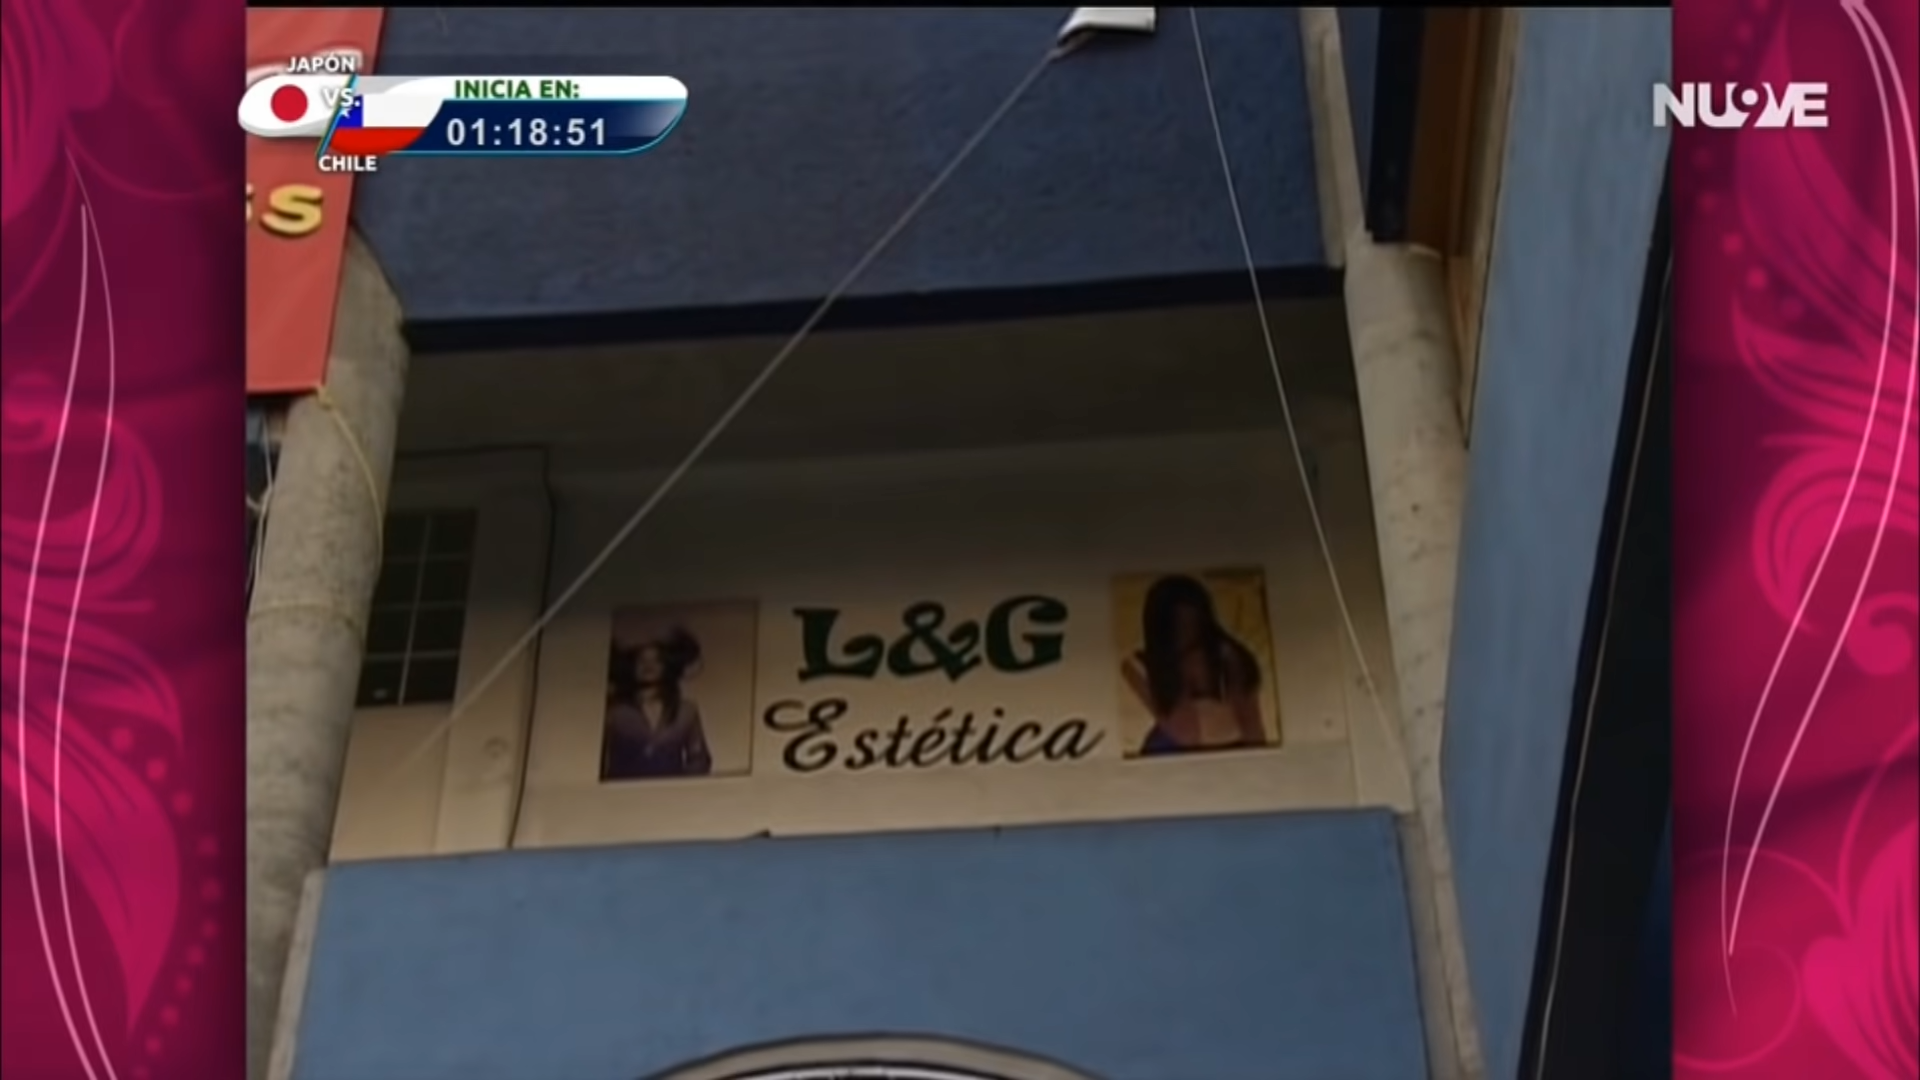 JAPÓN
VS.
CHILE
INICIA EN:
01:18:51
NU9VE
S
L&G
Estética